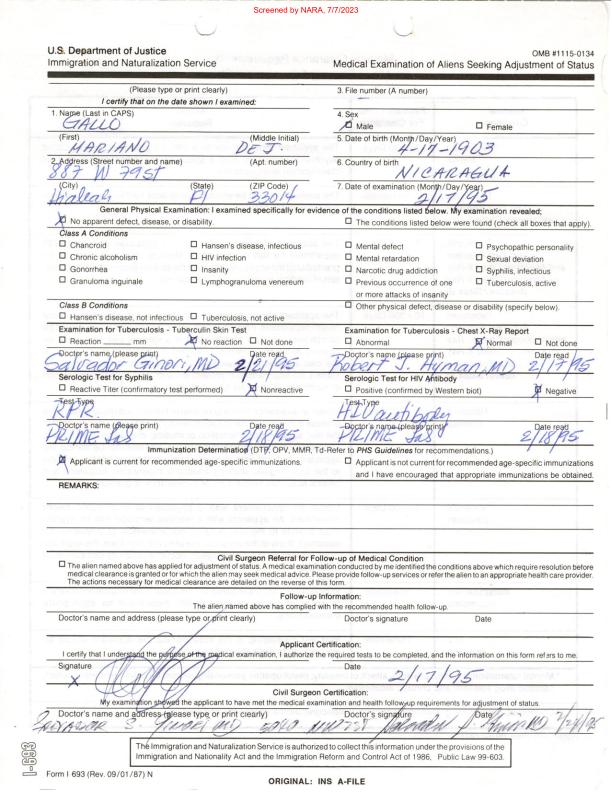 Screened by NARA, 7/7/2023
U.S. Department of Justice
Immigration and Naturalization Service
OMB #1115-0134
Medical Examination of Aliens Seeking Adjustment of Status
(Please type or print clearly)
I certify that on the date shown I examined:
3. File number (A number)
1. Name (Last in CAPS)
GALLO
4. Sex
Male Female
(First) (Middle Initial)
MARIANO DE J.
5. Date of birth (Month/Day/Year)
4-17-1903
2. Address (Street number and name) (Apt. number)
887 W 79st
6. Country of birth
NICARAGUA
(City) (State) (ZIP Code)
Hialeah Fl 33014
7. Date of examination (Month/Day/Year)
2/17/95
General Physical Examination: I examined specifically for evidence of the conditions listed below. My examination revealed;
No apparent defect, disease, or disability.
The conditions listed below were found (check all boxes that apply).
Class A Conditions
Chancroid Hansen's disease, infectious Mental defect Psychopathic personality
Chronic alcoholism HIV infection Mental retardation Sexual deviation
Gonorrhea Insanity Narcotic drug addiction Syphilis, infectious
Granuloma inguinale Lymphogranuloma venereum Previous occurrence of one Tuberculosis, active
or more attacks of insanity
Class B Conditions
Other physical defect, disease or disability (specify below).
Hansen's disease, not infectious Tuberculosis, not active
Examination for Tuberculosis - Tuberculin Skin Test
Reaction mm No reaction Not done
Examination for Tuberculosis - Chest X-Ray Report
Abnormal Normal Not done
Doctor's name (please print) Date read
Salvador Ginori, MD 2/21/95
Doctor's name (please print) Date read
Robert J. Hyman, MD 2/17/95
Serologic Test for Syphilis
Reactive Titer (confirmatory test performed) Nonreactive
Serologic Test for HIV Antibody
Positive (confirmed by Western biot) Negative
Test Type
RPR.
Test Type
HIV antibody
Doctor's name (please print) Date read
PRIME Lab 2/18/95
Doctor's name (please print) Date read
PRIME Lab 2/18/95
Immunization Determination (DTP, OPV, MMR, Td-Refer to PHS Guidelines for recommendations.)
Applicant is current for recommended age-specific immunizations.
Applicant is not current for recommended age-specific immunizations
and I have encouraged that appropriate immunizations be obtained.
REMARKS:
Civil Surgeon Referral for Follow-up of Medical Condition
The alien named above has applied for adjustment of status. A medical examination conducted by me identified the conditions above which require resolution before
medical clearance is granted or for which the alien may seek medical advice. Please provide follow-up services or refer the alien to an appropriate health care provider.
The actions necessary for medical clearance are detailed on the reverse of this form.
Follow-up Information:
The alien named above has complied with the recommended health follow-up.
Doctor's name and address (please type or print clearly) Doctor's signature Date
Applicant Certification:
I certify that I understand the purpose of the medical examination, I authorize the required tests to be completed, and the information on this form refers to me.
Signature Date
X 2/17/95
Civil Surgeon Certification:
My examination showed the applicant to have met the medical examination and health followup requirements for adjustment of status.
Doctor's name and address (please type or print clearly) Doctor's signature Date
The Immigration and Naturalization Service is authorized to collect this information under the provisions of the
Immigration and Nationality Act and the Immigration Reform and Control Act of 1986, Public Law 99-603.
I-693
Form I 693 (Rev. 09/01/87) N
ORIGINAL: INS A-FILE